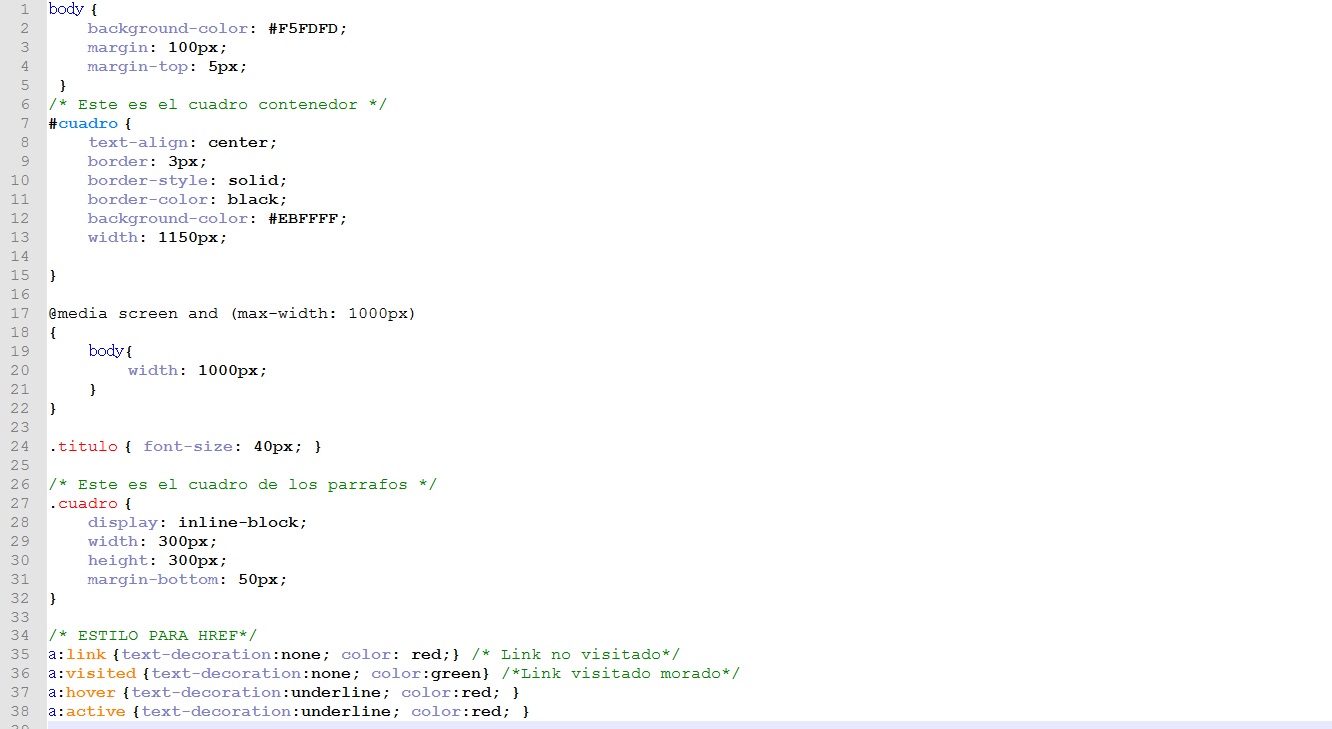 1 body {
2 background-color: #F5FDFD;
3 margin: 100px;
4 margin-top: 5px;
5 }
6 /* Este es el cuadro contenedor */
7 #cuadro {
8 text-align: center;
9 border: 3px;
10 border-style: solid;
11 border-color: black;
12 background-color: #EBFFFF;
13 width: 1150px;
14
15 }
16
17 @media screen and (max-width: 1000px)
18 {
19 body{
20 width: 1000px;
21 }
22 }
23
24 .titulo { font-size: 40px; }
25
26 /* Este es el cuadro de los parrafos */
27 .cuadro {
28 display: inline-block;
29 width: 300px;
30 height: 300px;
31 margin-bottom: 50px;
32 }
33
34 /* ESTILO PARA HREF*/
35 a:link {text-decoration:none; color: red;} /* Link no visitado*/
36 a:visited {text-decoration:none; color:green} /*Link visitado morado*/
37 a:hover {text-decoration:underline; color:red; }
38 a:active {text-decoration:underline; color:red; }
39